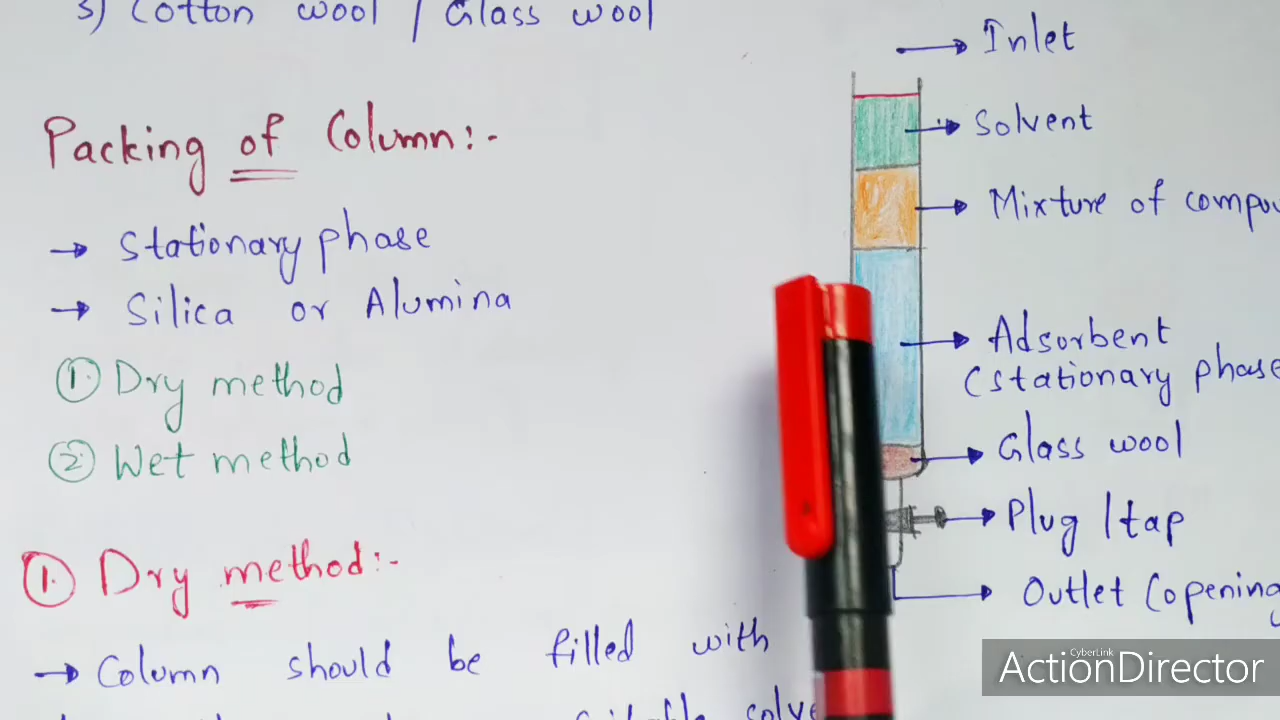 3) Cotton wool / Glass wool
Packing of Column:-
→ Stationary phase
→ Silica or Alumina
① Dry method
② Wet method
① Dry method:-
→ Column should be filled with
solve
→ Inlet
→ Solvent
→ Mixture of compou
→ Adsorbent
(stationary phase
→ Glass wool
→ Plug / tap
→ Outlet (opening
CyberLink
ActionDirector